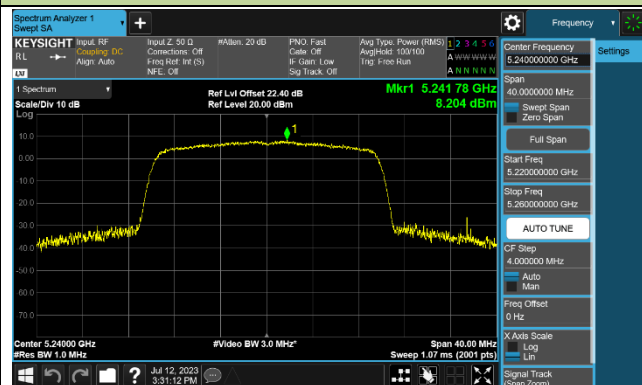 Spectrum Analyzer 1
Swept SA
Frequency
KEYSIGHT
RL
LXI
Input: RF
Coupling: DC
Align: Auto
Input Z: 50 Ω
Corrections: Off
Freq Ref: Int (S)
NFE: Off
#Atten: 20 dB
PNO: Fast
Gate: Off
IF Gain: Low
Sig Track: Off
Avg Type: Power (RMS)
Avg|Hold: 100/100
Trig: Free Run
1 2 3 4 5 6
A W W W W W
A N N N N N
1 Spectrum
Scale/Div 10 dB
Ref Lvl Offset 22.40 dB
Ref Level 20.00 dBm
Mkr1 5.241 78 GHz
8.204 dBm
Log
10.0
0.00
-10.0
-20.0
-30.0
-40.0
-50.0
-60.0
-70.0
1
Center 5.24000 GHz
#Res BW 1.0 MHz
#Video BW 3.0 MHz*
Span 40.00 MHz
Sweep 1.07 ms (2001 pts)
Jul 12, 2023
3:31:12 PM
Center Frequency
5.240000000 GHz
Span
40.0000000 MHz
Swept Span
Zero Span
Full Span
Start Freq
5.220000000 GHz
Stop Freq
5.260000000 GHz
AUTO TUNE
CF Step
4.000000 MHz
Auto
Man
Freq Offset
0 Hz
X Axis Scale
Log
Lin
Signal Track
(Span Zoom)
Settings